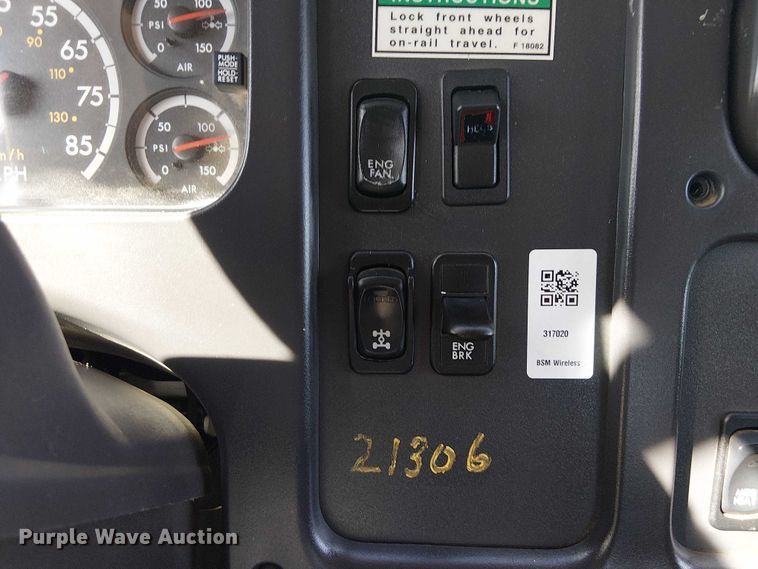 INSTRUCTIONS
Lock front wheels
straight ahead for
on-rail travel. F 18082
55
65
75
85
90
110
130
m/h
MPH
50 100
PSI
150
AIR
PUSH-
MODE
HOLD-
RESET
50 100
PSI
150
AIR
ENG
FAN
ENG
BRK
317020
BSM Wireless
21306
Purple Wave Auction